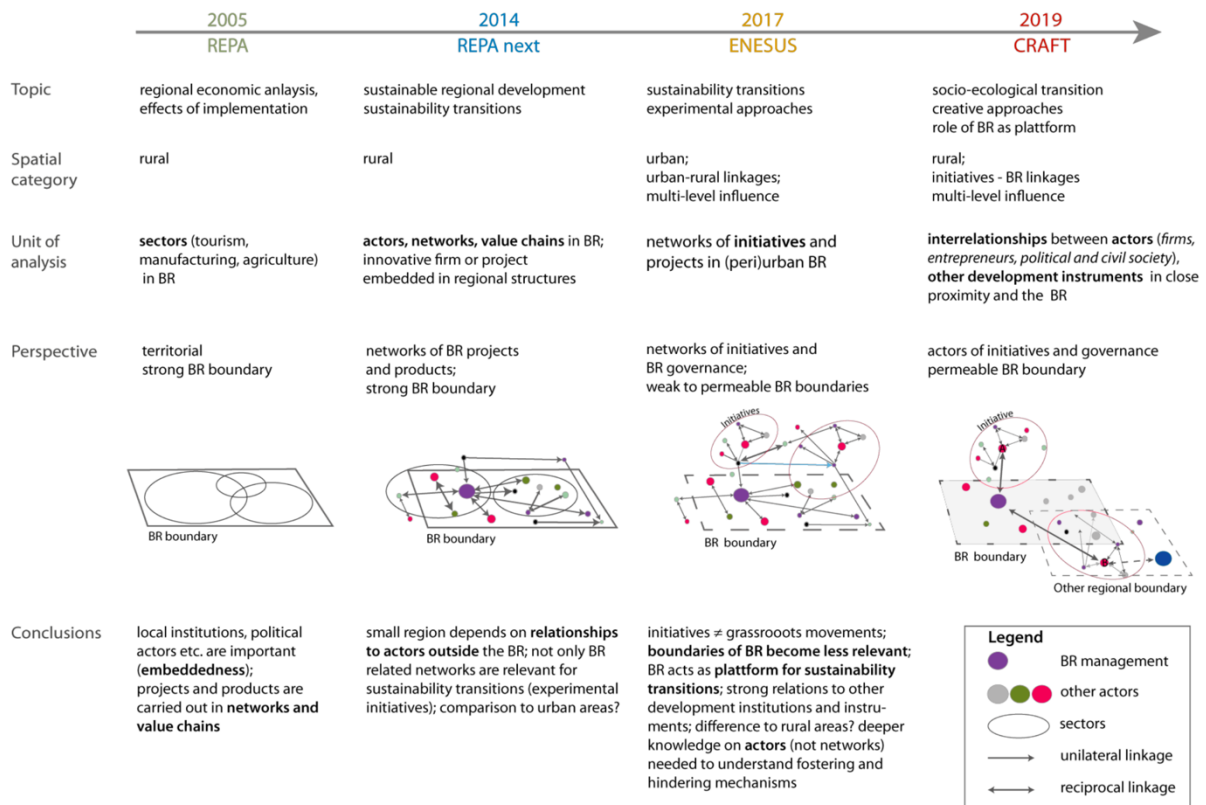 2005
REPA
2014
REPA next
2017
ENESUS
2019
CRAFT
Topic
regional economic anlaysis,
effects of implementation
sustainable regional development
sustainability transitions
sustainability transitions
experimental approaches
socio-ecological transition
creative approaches
role of BR as plattform
Spatial
category
rural
rural
urban;
urban-rural linkages;
multi-level influence
rural;
initiatives - BR linkages
multi-level influence
Unit of
analysis
sectors (tourism,
manufacturing, agriculture)
in BR
actors, networks, value chains in BR;
innovative firm or project
embedded in regional structures
networks of initiatives and
projects in (peri)urban BR
interrelationships between actors (firms,
entrepreneurs, political and civil society),
other development instruments in close
proximity and the BR
Perspective
territorial
strong BR boundary
networks of BR projects
and products;
strong BR boundary
networks of initiatives and
BR governance;
weak to permeable BR boundaries
actors of initiatives and governance
permeable BR boundary
BR boundary
BR boundary
Initiatives
BR boundary
Initiative
BR boundary
Other regional boundary
Conclusions
local institutions, political
actors etc. are important
(embeddedness);
projects and products are
carried out in networks and
value chains
small region depends on relationships
to actors outside the BR; not only BR
related networks are relevant for
sustainability transitions (experimental
initiatives); comparison to urban areas?
initiatives ≠ grassrooots movements;
boundaries of BR become less relevant;
BR acts as plattform for sustainability
transitions; strong relations to other
development institutions and instru-
ments; difference to rural areas? deeper
knowledge on actors (not networks)
needed to understand fostering and
hindering mechanisms
Legend
BR management
other actors
sectors
unilateral linkage
reciprocal linkage